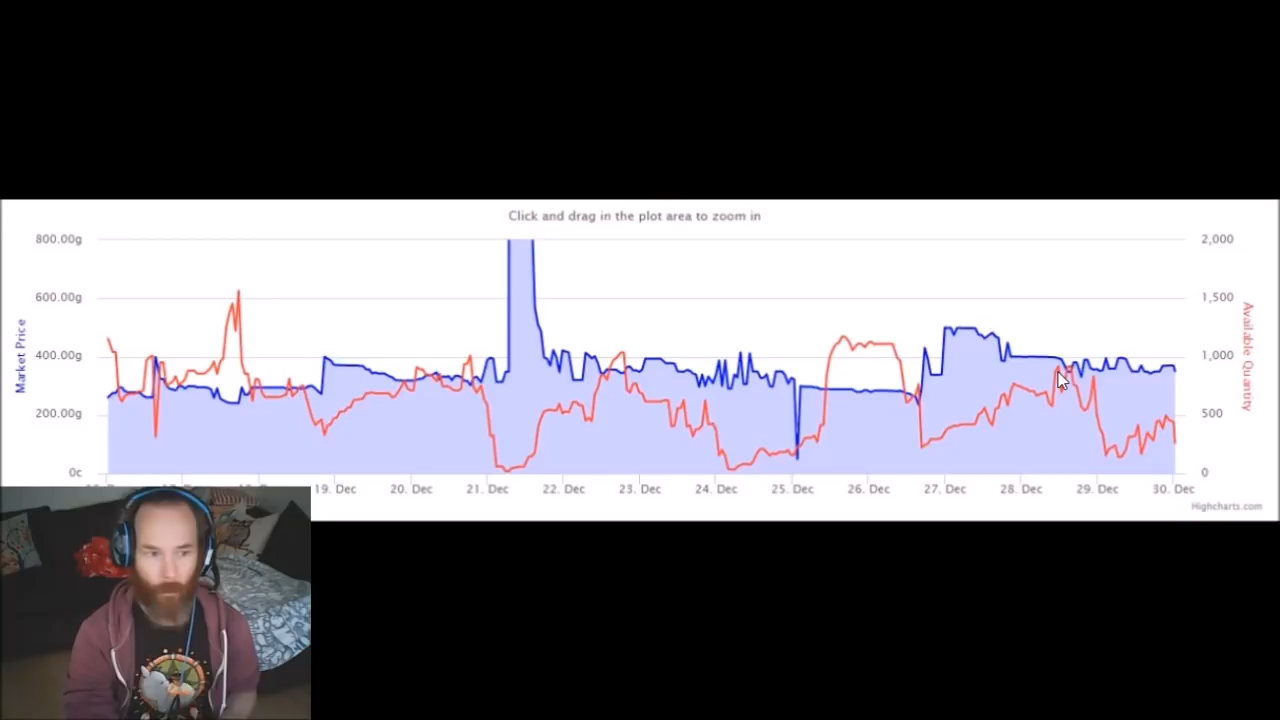 Click and drag in the plot area to zoom in
800.00g
2,000
600.00g
1,500
400.00g
1,000
200.00g
500
0c
0
Market Price
Available Quantity
19. Dec 20. Dec 21. Dec 22. Dec 23. Dec 24. Dec 25. Dec 26. Dec 27. Dec 28. Dec 29. Dec 30. Dec
Highcharts.com